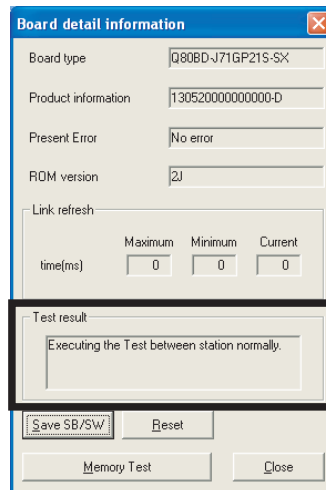 Board detail information
Board type Q80BD-J71GP21S-SX
Product information 130520000000000-D
Present Error No error
ROM version 2J
Link refresh
Maximum Minimum Current
time(ms) 0 0 0
Test result
Executing the Test between station normally.
Save SB/SW Reset
Memory Test Close